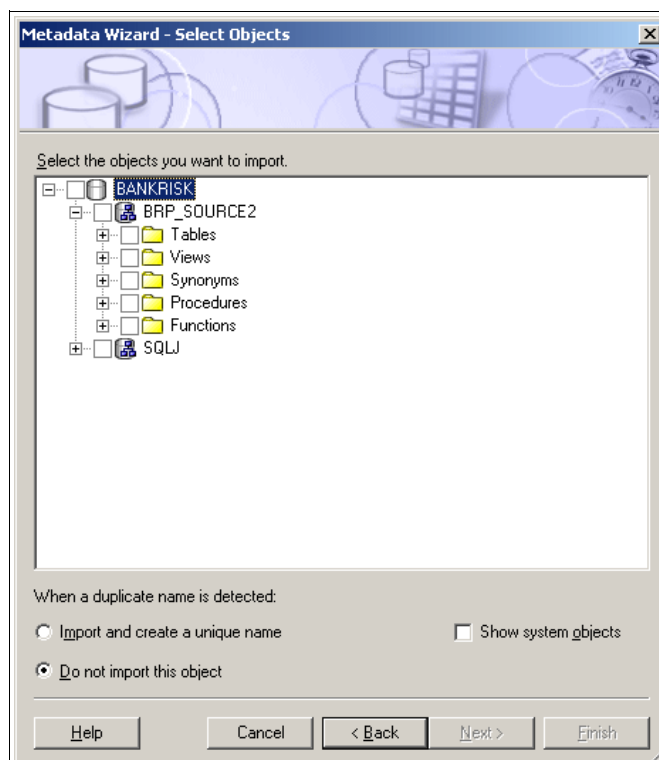 Metadata Wizard - Select Objects
Select the objects you want to import.
BANKRISK
BRP_SOURCE2
Tables
Views
Synonyms
Procedures
Functions
SQLJ
When a duplicate name is detected:
Import and create a unique name
Show system objects
Do not import this object
Help
Cancel
< Back
Next >
Finish